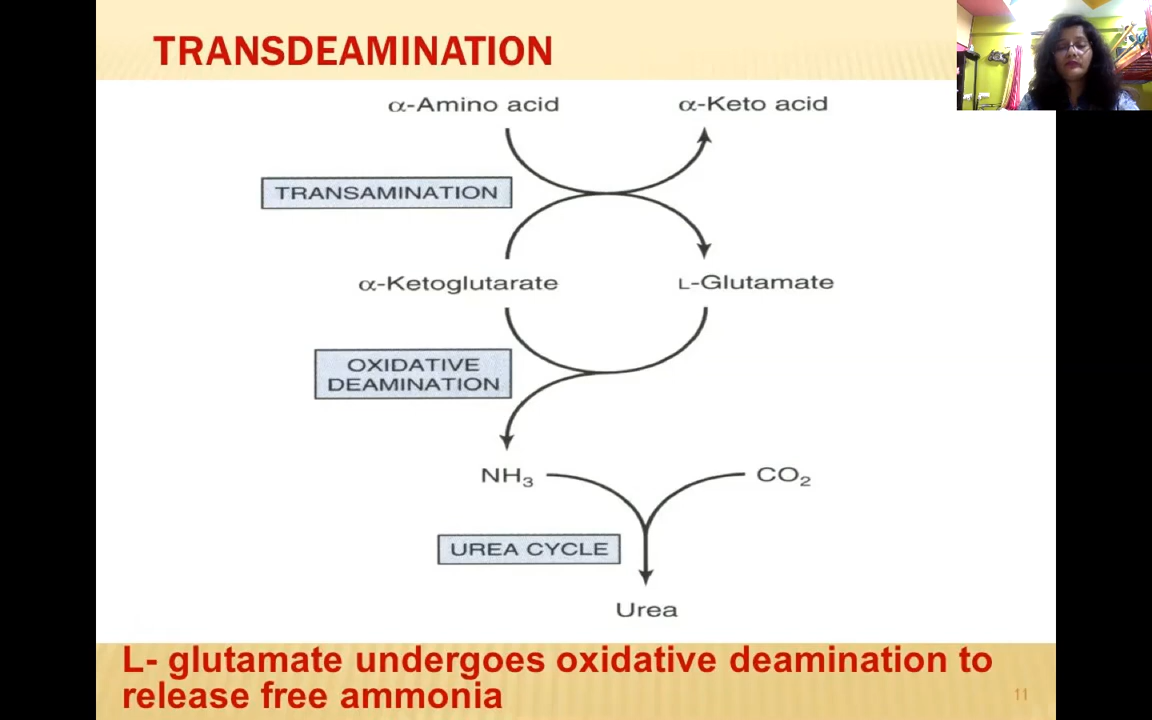 TRANSDEAMINATION
α-Amino acid
α-Keto acid
TRANSAMINATION
α-Ketoglutarate
L-Glutamate
OXIDATIVE
DEAMINATION
NH₃
CO₂
UREA CYCLE
Urea
L- glutamate undergoes oxidative deamination to
release free ammonia
11